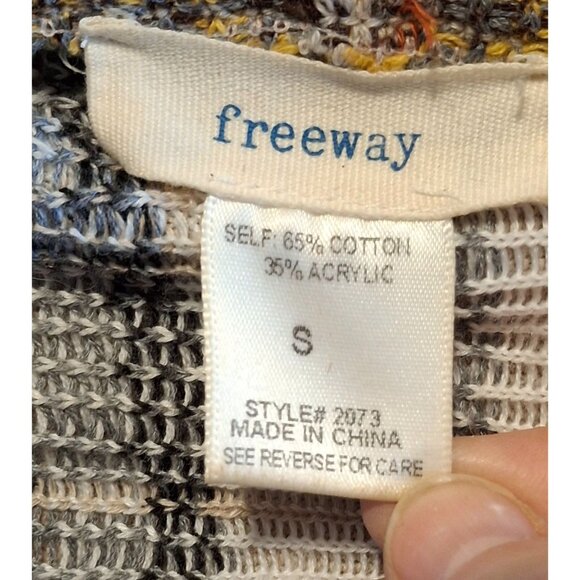 freeway
SELF: 65% COTTON
35% ACRYLIC
S
STYLE# 2073
MADE IN CHINA
SEE REVERSE FOR CARE